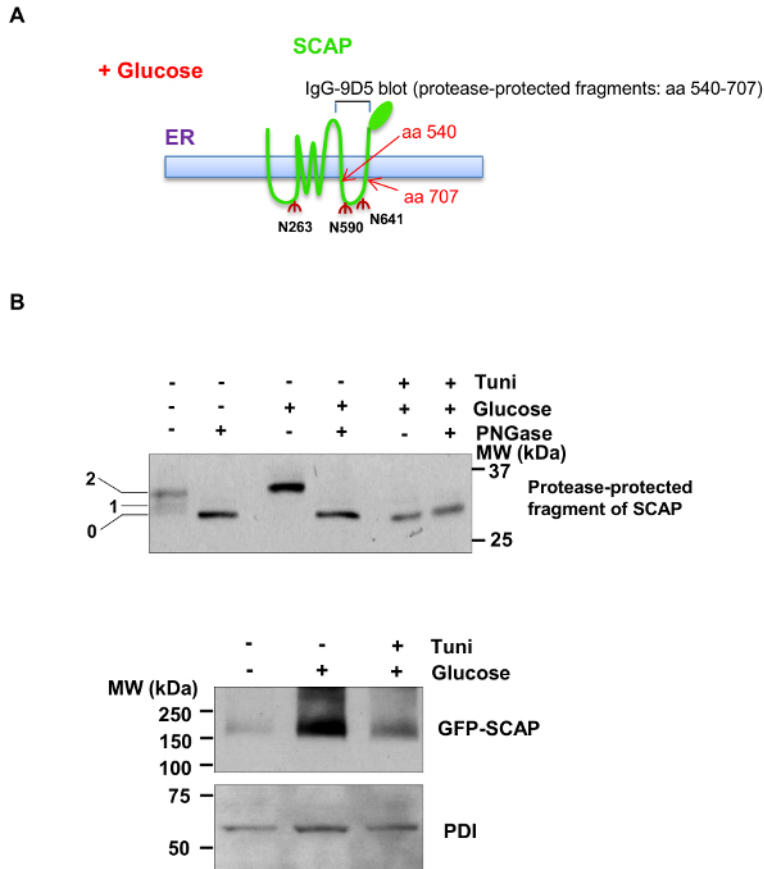 A
SCAP
+ Glucose
IgG-9D5 blot (protease-protected fragments: aa 540-707)
ER
aa 540
aa 707
N263
N590
N641
B
- - - - + + Tuni
- - + + + + Glucose
- + - + - + PNGase
MW (kDa)
37
2
1
0
Protease-protected
fragment of SCAP
25
- - + Tuni
- + + Glucose
MW (kDa)
250
150
100
GFP-SCAP
75
50
PDI